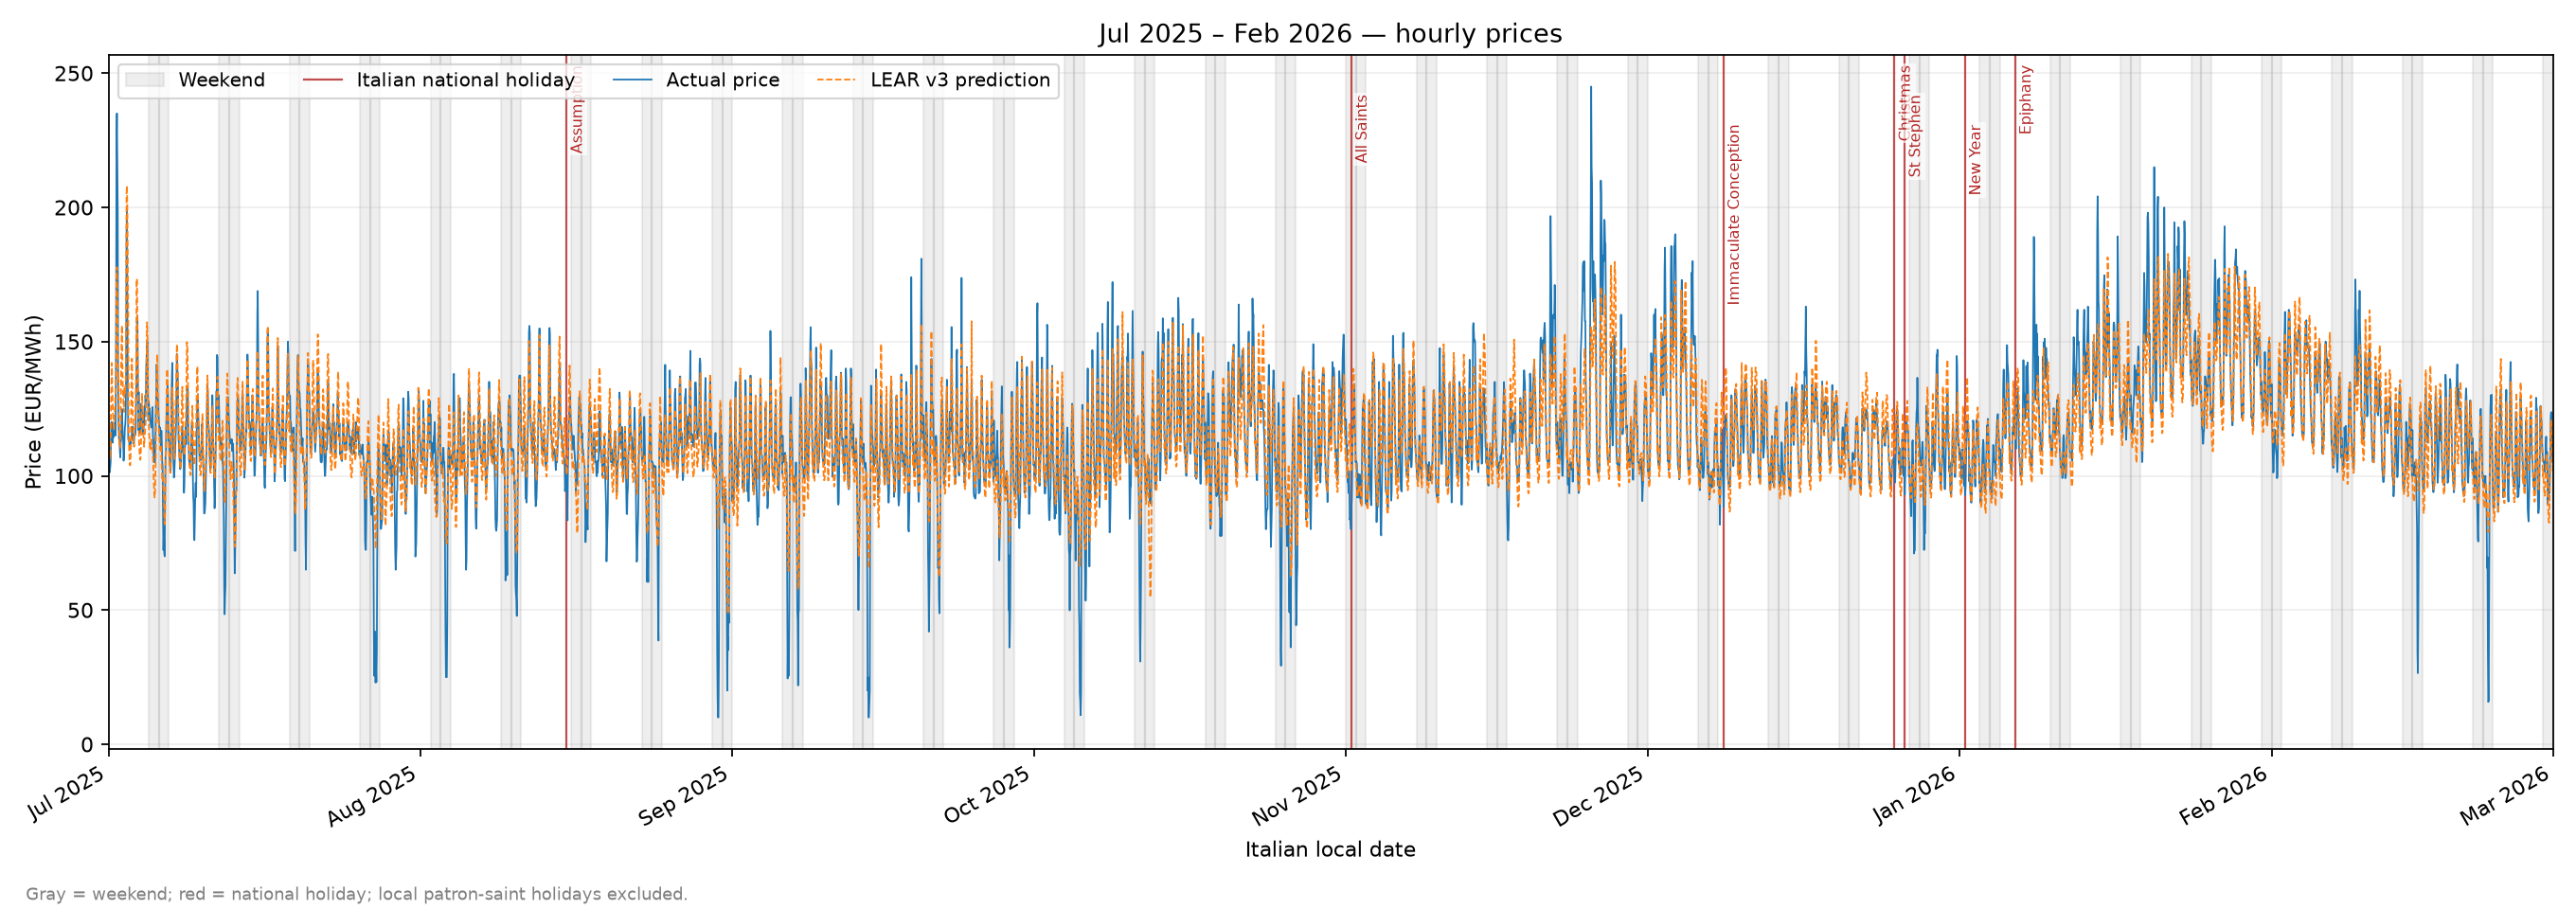 Jul 2025 – Feb 2026 — hourly prices
Weekend
Italian national holiday
Actual price
LEAR v3 prediction
Assumption
All Saints
Immaculate Conception
Christmas
St Stephen
New Year
Epiphany
Price (EUR/MWh)
250
200
150
100
50
0
Jul 2025
Aug 2025
Sep 2025
Oct 2025
Nov 2025
Dec 2025
Jan 2026
Feb 2026
Mar 2026
Italian local date
Gray = weekend; red = national holiday; local patron-saint holidays excluded.